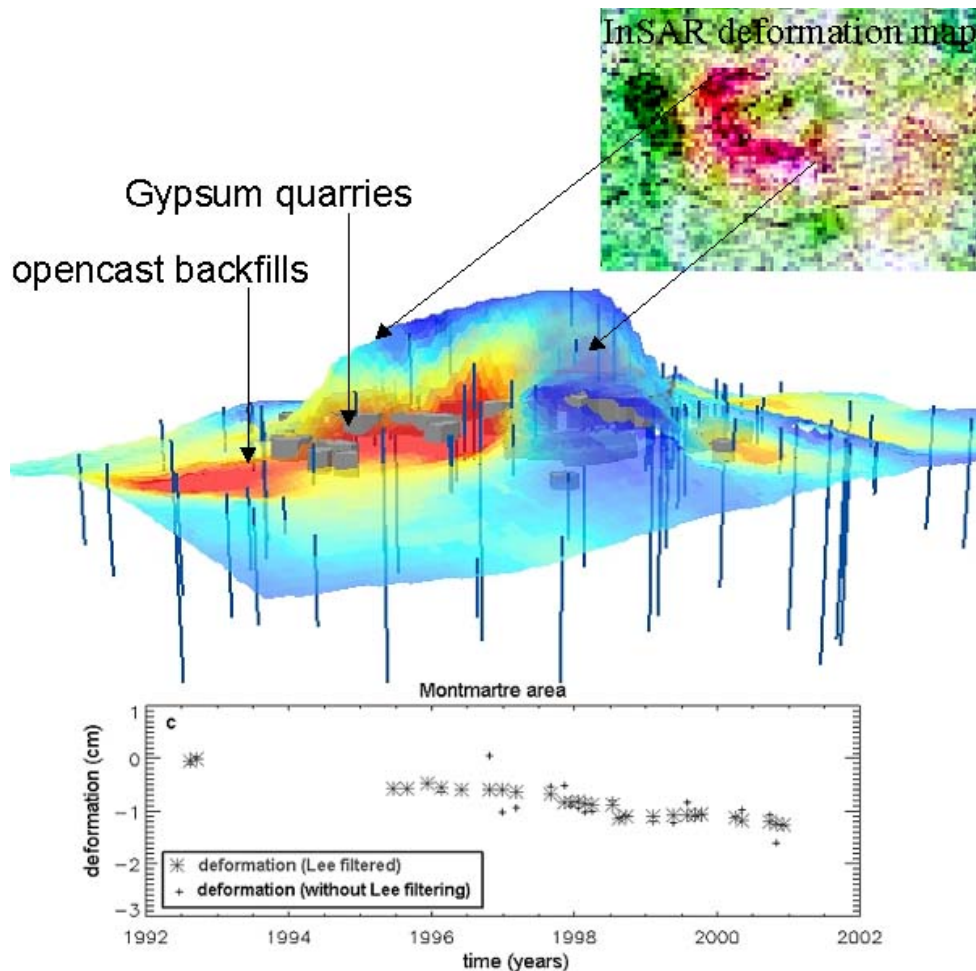 InSAR deformation map
Gypsum quarries
opencast backfills
Montmartre area
c
deformation (cm)
1
0
−1
−2
−3
deformation (Lee filtered)
deformation (without Lee filtering)
1992 1994 1996 1998 2000 2002
time (years)